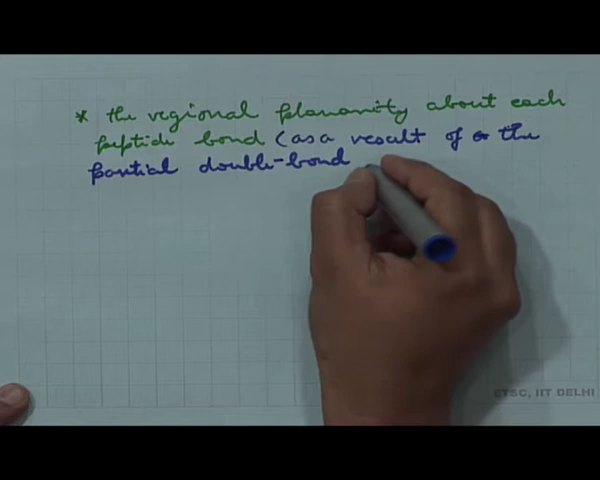 * the regional planarity about each
peptide bond (as a result of the
partial double-bond
ETSC, IIT DELHI